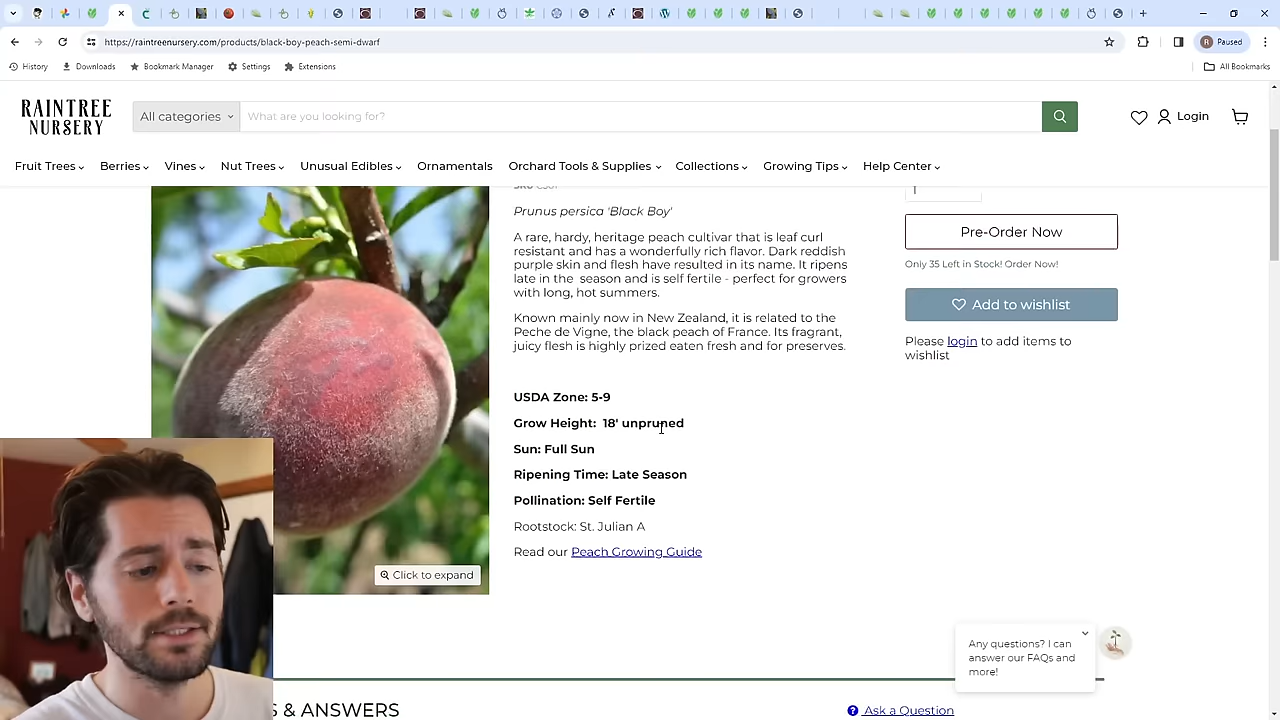 https://raintreenursery.com/products/black-boy-peach-semi-dwarf
R Paused
History
Downloads
Bookmark Manager
Settings
Extensions
All Bookmarks
RAINTREE
NURSERY
All categories
What are you looking for?
Login
Fruit Trees
Berries
Vines
Nut Trees
Unusual Edibles
Ornamentals
Orchard Tools & Supplies
Collections
Growing Tips
Help Center
Prunus persica 'Black Boy'
A rare, hardy, heritage peach cultivar that is leaf curl
resistant and has a wonderfully rich flavor. Dark reddish
purple skin and flesh have resulted in its name. It ripens
late in the season and is self fertile - perfect for growers
with long, hot summers.
Known mainly now in New Zealand, it is related to the
Peche de Vigne, the black peach of France. Its fragrant,
juicy flesh is highly prized eaten fresh and for preserves.
USDA Zone: 5-9
Grow Height: 18' unpruned
Sun: Full Sun
Ripening Time: Late Season
Pollination: Self Fertile
Rootstock: St. Julian A
Read our Peach Growing Guide
1
Pre-Order Now
Only 35 Left in Stock! Order Now!
Add to wishlist
Please login to add items to
wishlist
Click to expand
Any questions? I can
answer our FAQs and
more!
S & ANSWERS
Ask a Question